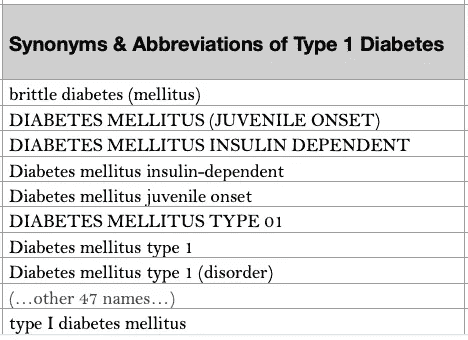 Synonyms & Abbreviations of Type 1 Diabetes
brittle diabetes (mellitus)
DIABETES MELLITUS (JUVENILE ONSET)
DIABETES MELLITUS INSULIN DEPENDENT
Diabetes mellitus insulin-dependent
Diabetes mellitus juvenile onset
DIABETES MELLITUS TYPE 01
Diabetes mellitus type 1
Diabetes mellitus type 1 (disorder)
(...other 47 names...)
type I diabetes mellitus